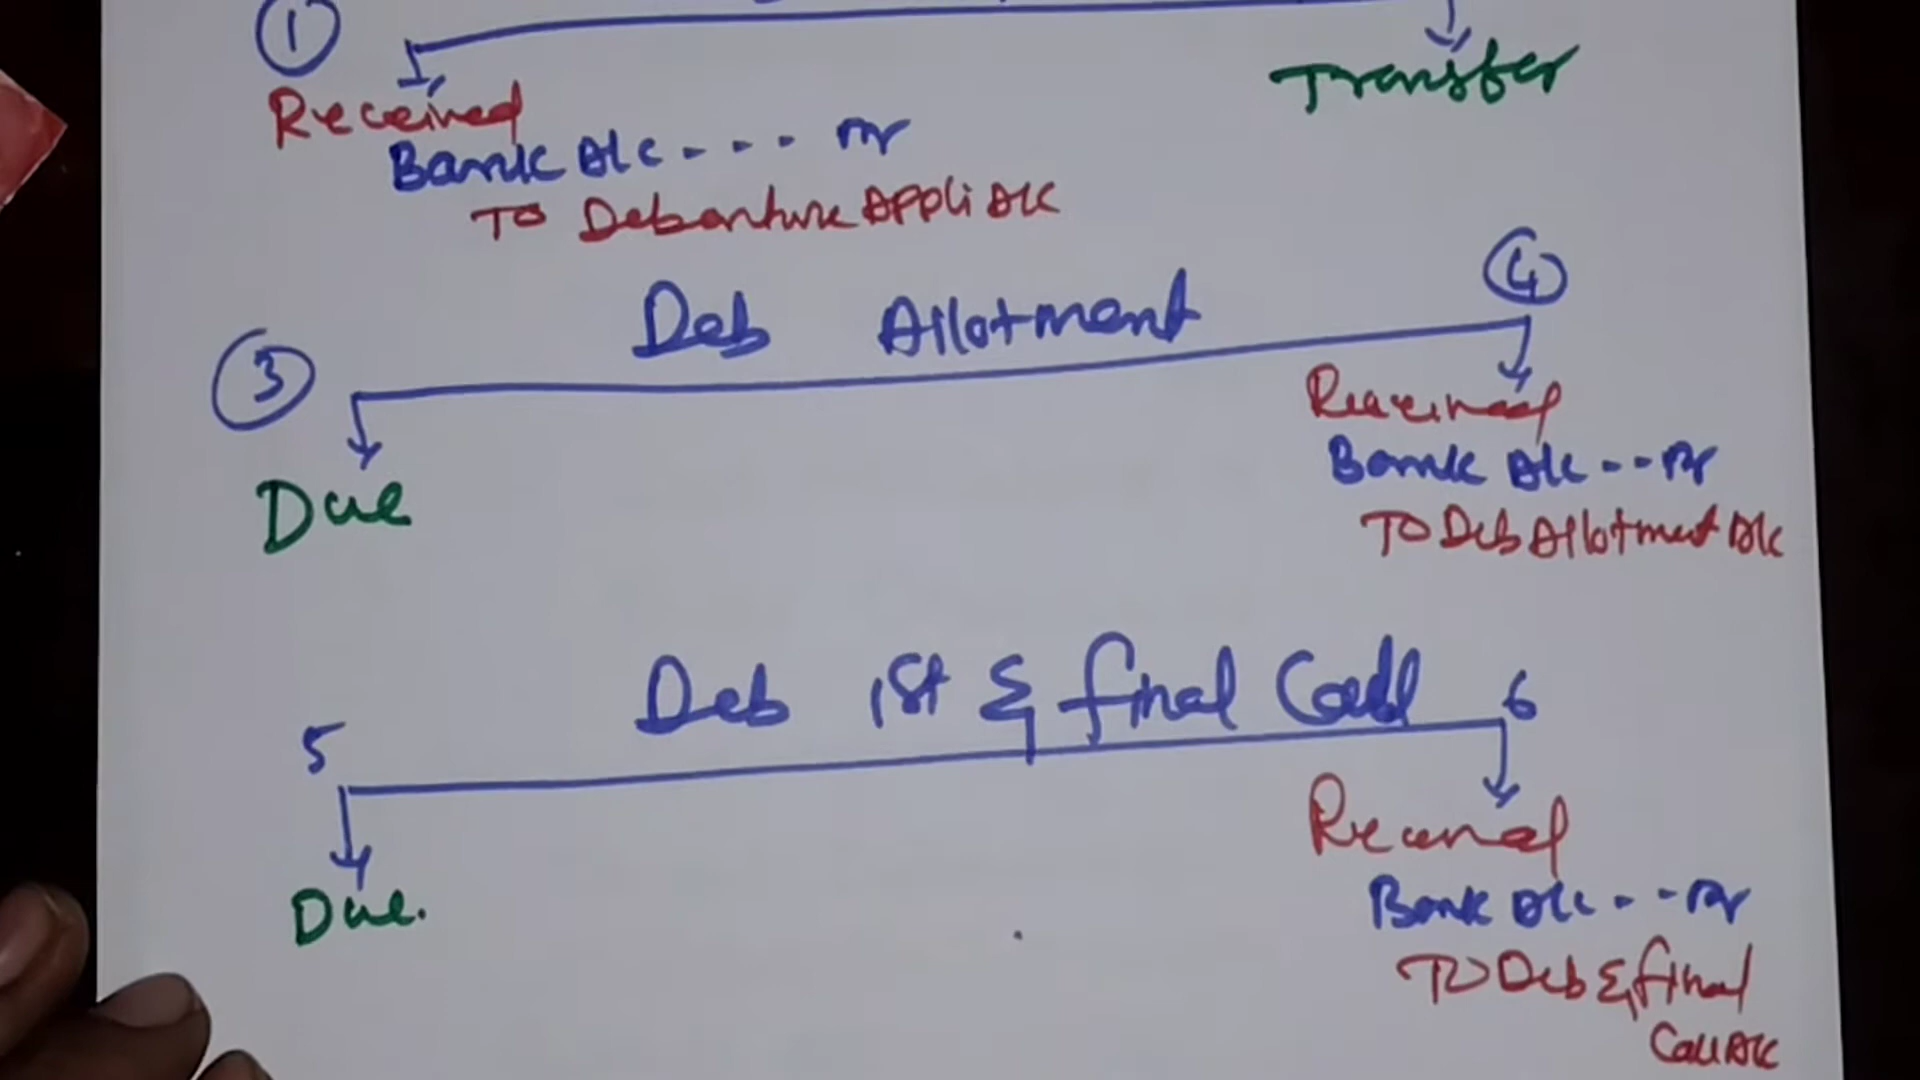 1
Received
Transfer
Bank A/c - - - Dr
To Debenture Appli A/c
Deb Allotment
3
4
Due
Received
Bank A/c - - Dr
To Deb Allotment A/c
Deb 1st & final Call
5
6
Due.
Received
Bank A/c - - Dr
To Deb & final
Call A/c